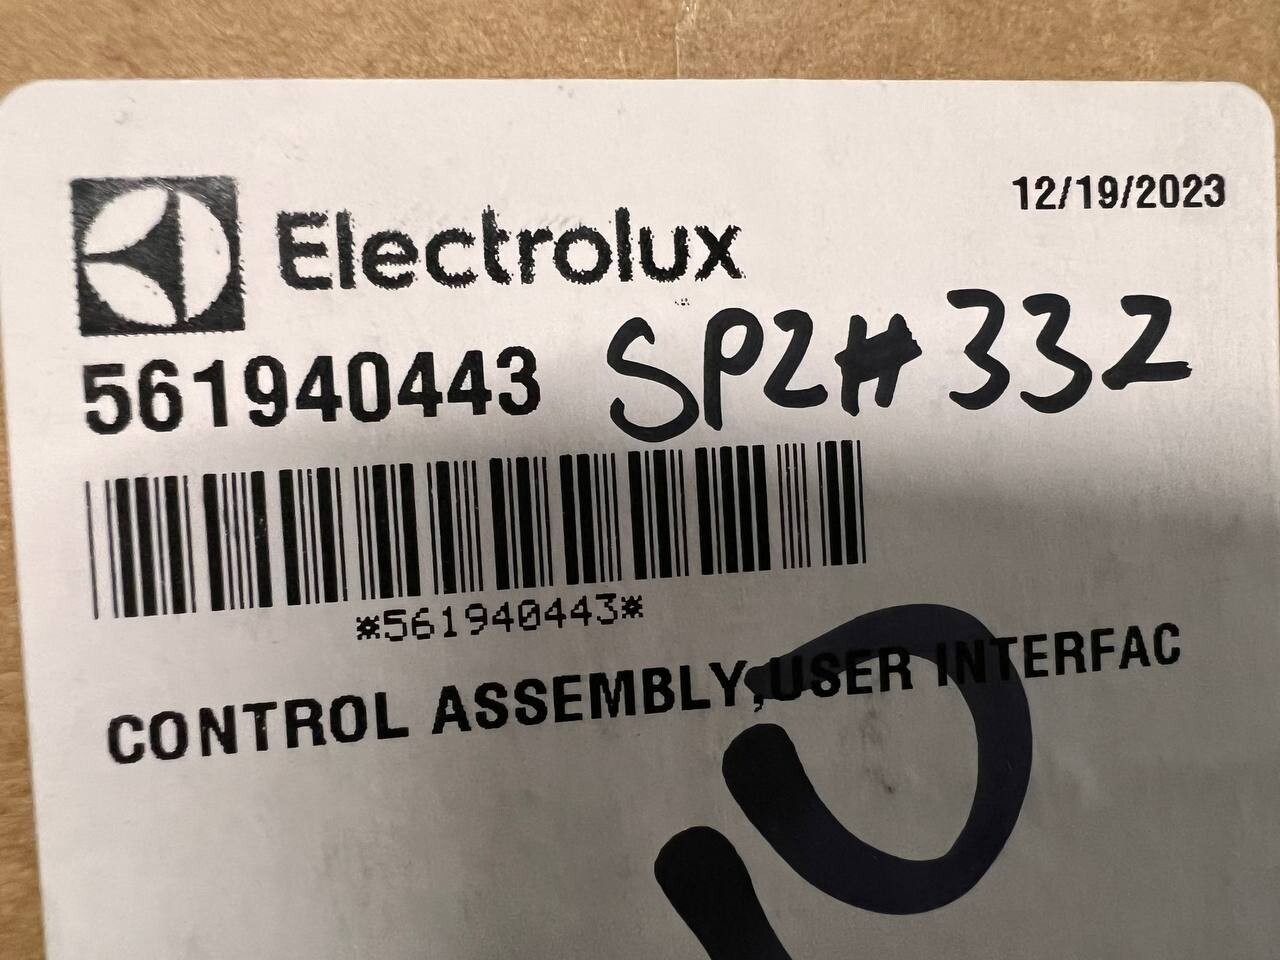 12/19/2023
Electrolux
561940443 SP2#332
*561940443*
CONTROL ASSEMBLY,USER INTERFAC